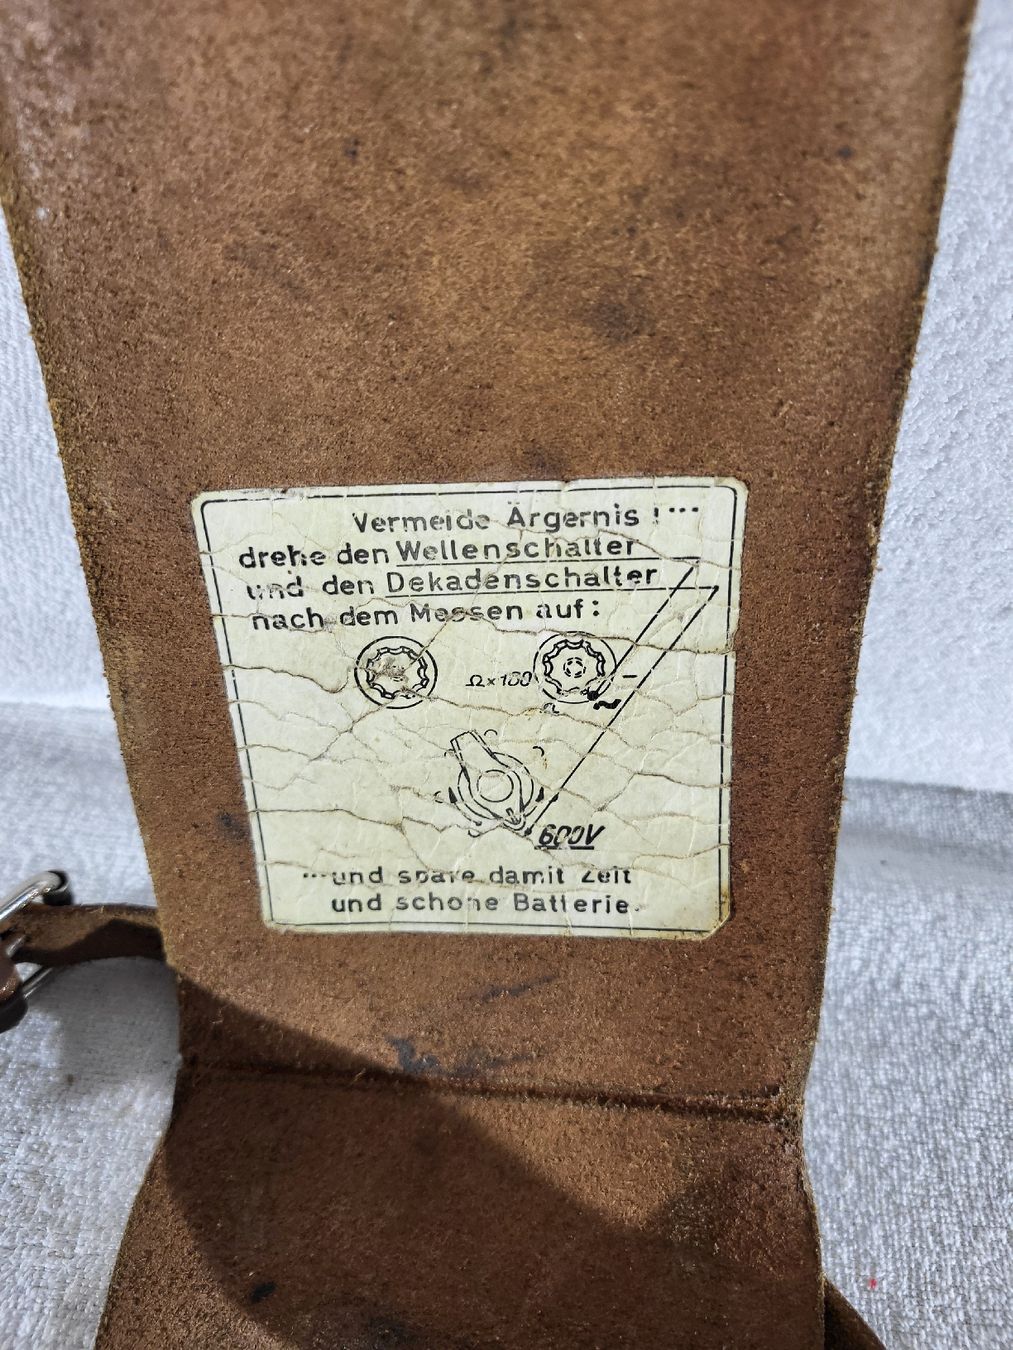 Vermeide Ärgernis !...
drehe den Wellenschalter
und den Dekadenschalter
nach dem Messen auf:
Ω×100
Ω
~
–
600V
...und spare damit Zeit
und schone Batterie.